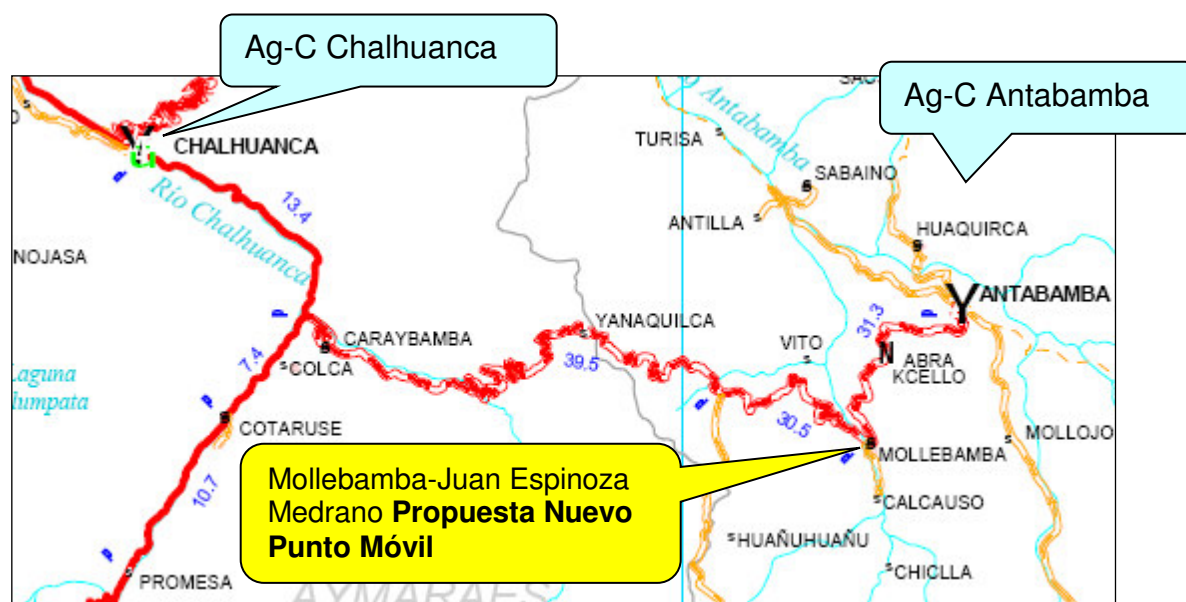 Ag-C Chalhuanca
Ag-C Antabamba
CHALHUANCA
Río Chalhuanca
13.4
NOJASA
TURISA
Antabamba
SABAINO
ANTILLA
HUAQUIRCA
ANTABAMBA
P
P
31.3
YANAQUILCA
VITO
N
ABRA
KCELLO
CARAYBAMBA
COLCA
7.4
39.5
Laguna
lumpata
P
COTARUSE
30.5
MOLLEBAMBA
MOLLOJO
10.7
Mollebamba-Juan Espinoza
Medrano Propuesta Nuevo
Punto Móvil
CALCAUSO
HUAÑUHUAÑU
CHICLLA
P
PROMESA
AYMARAES